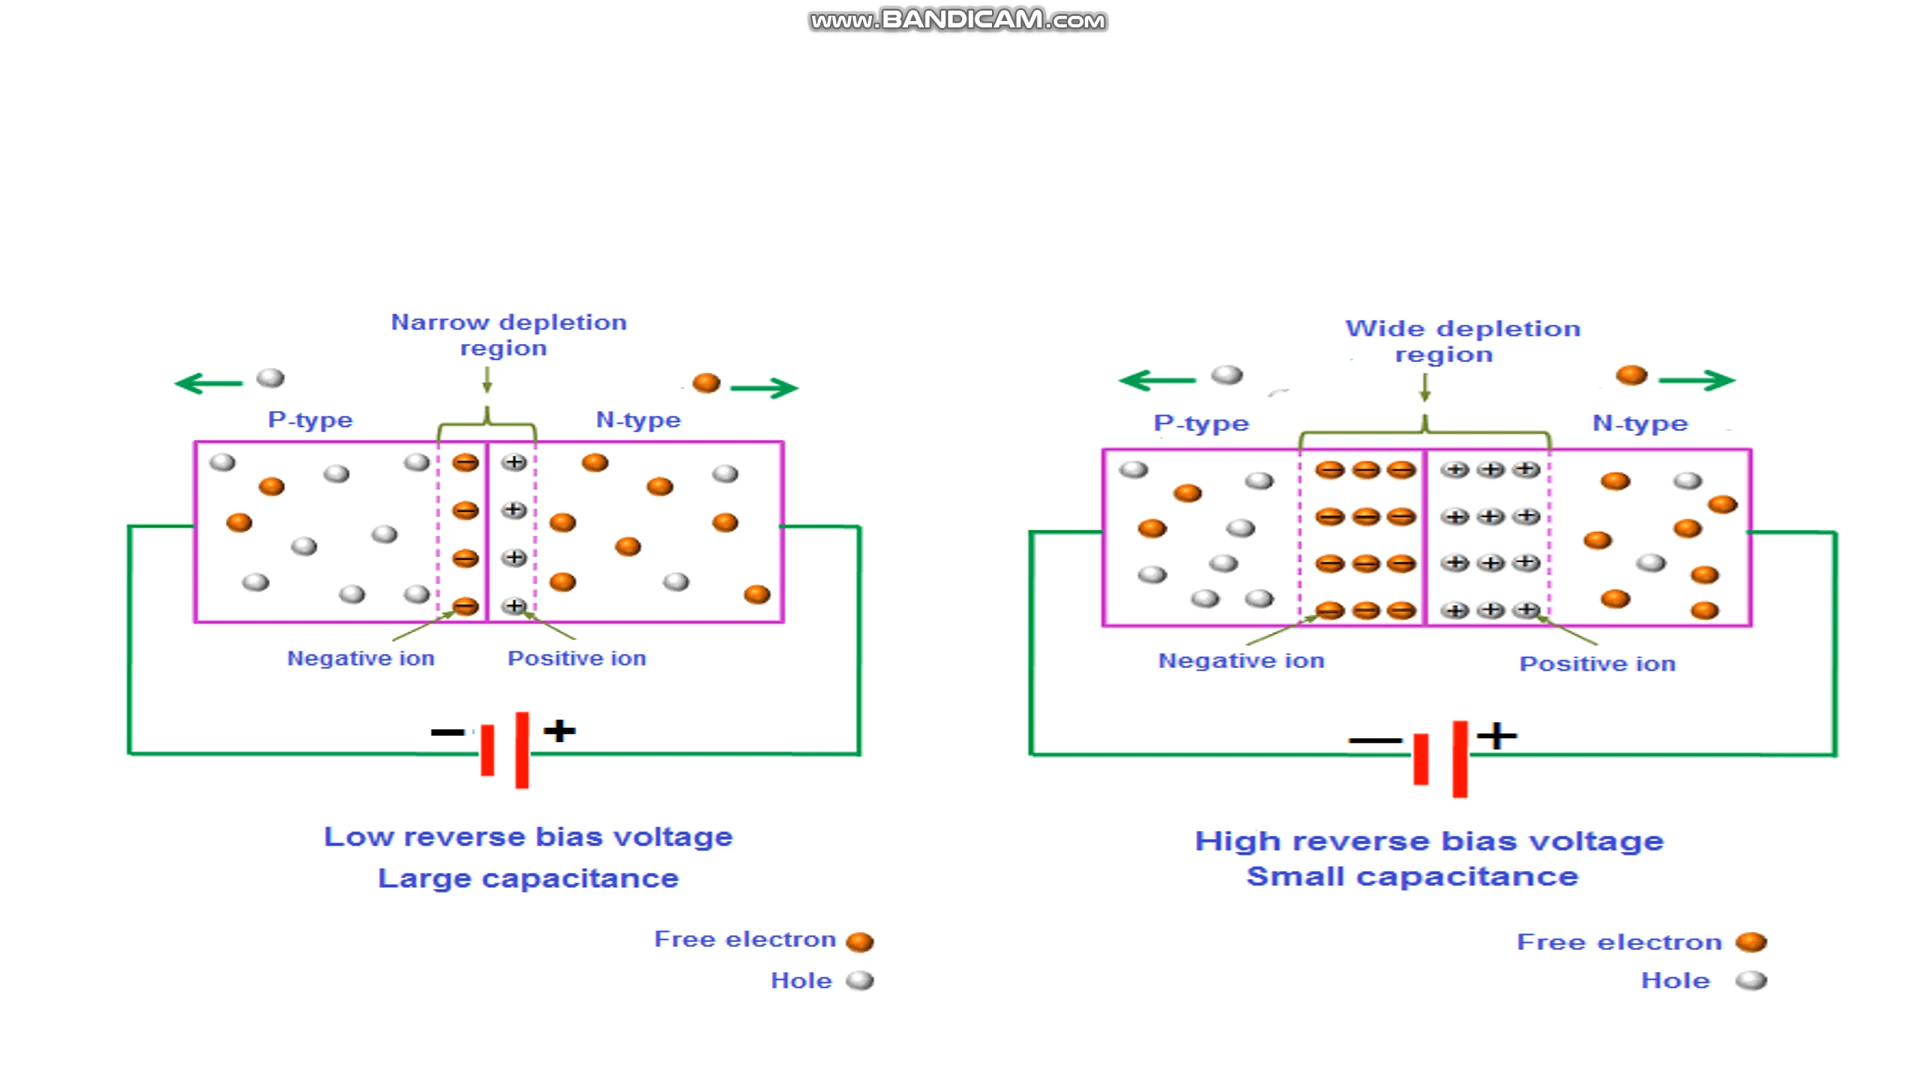 www.BANDICAM.com
Narrow depletion
region
P-type
N-type
Negative ion
Positive ion
− +
Low reverse bias voltage
Large capacitance
Free electron
Hole
Wide depletion
region
P-type
N-type
Negative ion
Positive ion
− +
High reverse bias voltage
Small capacitance
Free electron
Hole